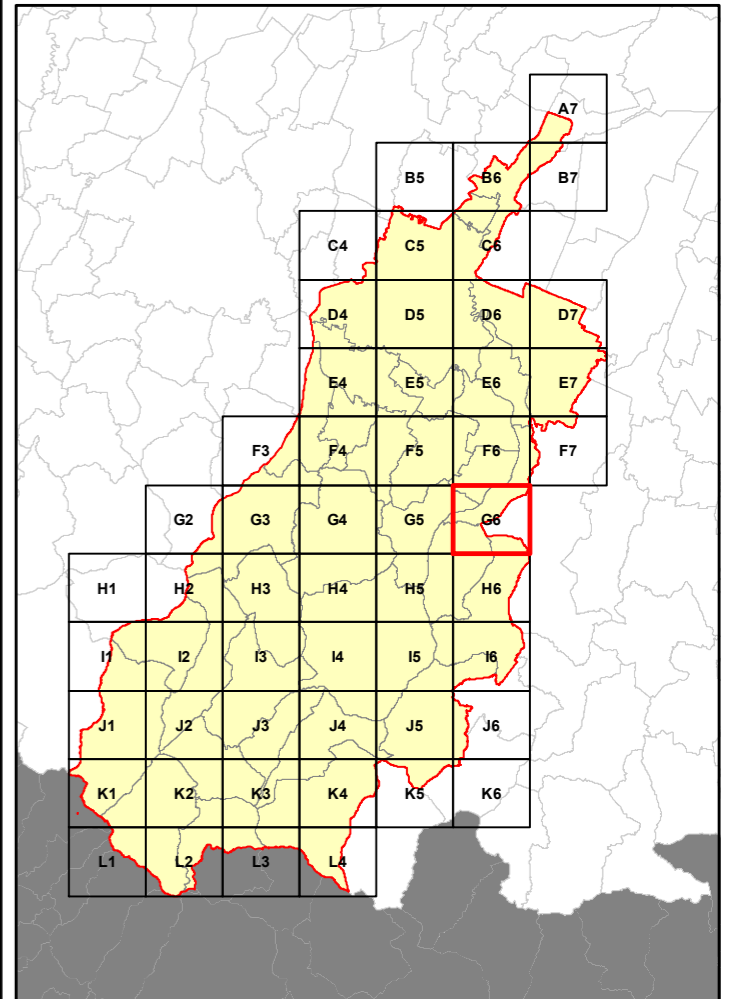 A7
B5 B6 B7
C4 C5 C6
D4 D5 D6 D7
E4 E5 E6 E7
F3 F4 F5 F6 F7
G2 G3 G4 G5 G6
H1 H2 H3 H4 H5 H6
I1 I2 I3 I4 I5 I6
J1 J2 J3 J4 J5 J6
K1 K2 K3 K4 K5 K6
L1 L2 L3 L4